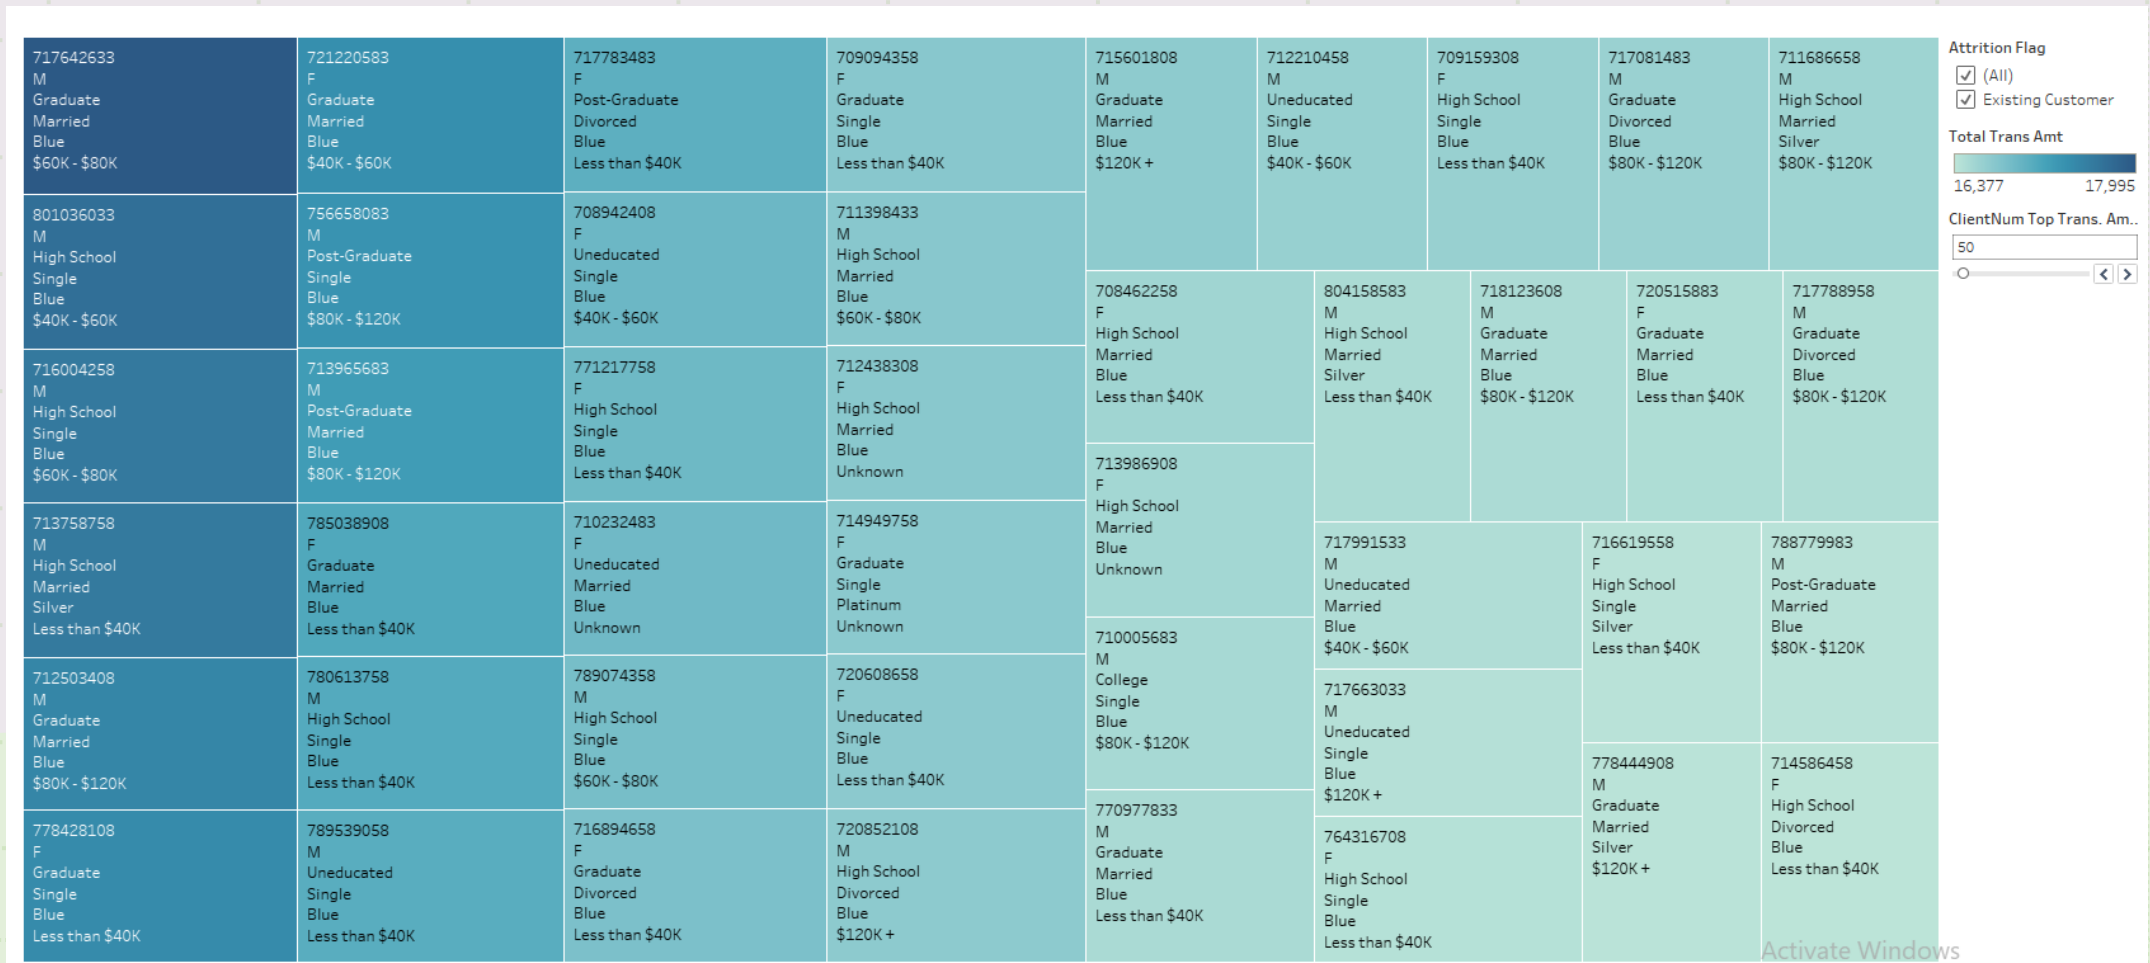 717642633
M
Graduate
Married
Blue
$60K - $80K
801036033
M
High School
Single
Blue
$40K - $60K
716004258
M
High School
Single
Blue
$60K - $80K
713758758
M
High School
Married
Silver
Less than $40K
712503408
M
Graduate
Married
Blue
$80K - $120K
778428108
F
Graduate
Single
Blue
Less than $40K
721220583
F
Graduate
Married
Blue
$40K - $60K
756658083
M
Post-Graduate
Single
Blue
$80K - $120K
713965683
M
Post-Graduate
Married
Blue
$80K - $120K
785038908
F
Graduate
Married
Blue
Less than $40K
780613758
M
High School
Single
Blue
Less than $40K
789539058
M
Uneducated
Single
Blue
Less than $40K
717783483
F
Post-Graduate
Divorced
Blue
Less than $40K
708942408
F
Uneducated
Single
Blue
$40K - $60K
771217758
F
High School
Single
Blue
Less than $40K
710232483
F
Uneducated
Married
Blue
Unknown
789074358
M
High School
Single
Blue
$60K - $80K
716894658
F
Graduate
Divorced
Blue
Less than $40K
709094358
F
Graduate
Single
Blue
Less than $40K
711398433
M
High School
Married
Blue
$60K - $80K
712438308
F
High School
Married
Blue
Unknown
714949758
F
Graduate
Single
Platinum
Unknown
720608658
F
Uneducated
Single
Blue
Less than $40K
720852108
M
High School
Divorced
Blue
$120K +
715601808
M
Graduate
Married
Blue
$120K +
712210458
M
Uneducated
Single
Blue
$40K - $60K
709159308
F
High School
Single
Blue
Less than $40K
717081483
M
Graduate
Divorced
Blue
$80K - $120K
711686658
M
High School
Married
Silver
$80K - $120K
708462258
F
High School
Married
Blue
Less than $40K
713986908
F
High School
Married
Blue
Unknown
710005683
M
College
Single
Blue
$80K - $120K
770977833
M
Graduate
Married
Blue
Less than $40K
804158583
M
High School
Married
Silver
Less than $40K
718123608
M
Graduate
Married
Blue
$80K - $120K
720515883
F
Graduate
Married
Blue
Less than $40K
717788958
M
Graduate
Divorced
Blue
$80K - $120K
717991533
M
Uneducated
Married
Blue
$40K - $60K
717663033
M
Uneducated
Single
Blue
$120K +
764316708
F
High School
Single
Blue
Less than $40K
716619558
F
High School
Single
Silver
Less than $40K
788779983
M
Post-Graduate
Married
Blue
$80K - $120K
778444908
M
Graduate
Married
Silver
$120K +
714586458
F
High School
Divorced
Blue
Less than $40K
Attrition Flag
(All)
Existing Customer
Total Trans Amt
16,377 17,995
ClientNum Top Trans. Am..
50
Activate Windows